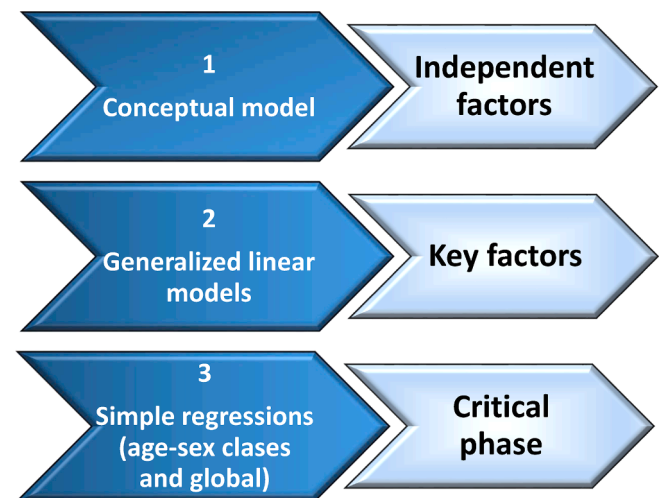 1
Conceptual model
Independent
factors
2
Generalized linear
models
Key factors
3
Simple regressions
(age-sex clases
and global)
Critical
phase